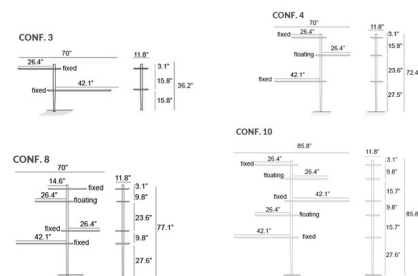 CONF. 3
70"
26.4"
fixed
42.1"
fixed
11.8"
3.1"
15.8"
15.8"
36.2"
CONF. 4
70"
26.4"
fixed
26.4"
floating
42.1"
fixed
11.8"
3.1"
15.8"
23.6"
27.5"
72.4
CONF. 8
70"
14.6"
fixed
26.4"
floating
26.4"
fixed
42.1"
fixed
11.8"
3.1"
9.8"
23.6"
9.8"
27.6"
77.1"
CONF. 10
85.8"
26.4"
fixed
26.4"
floating
42.1"
fixed
26.4"
floating
42.1"
fixed
11.8"
3.1"
9.8"
15.7"
9.8"
15.7"
27.6"
85.8